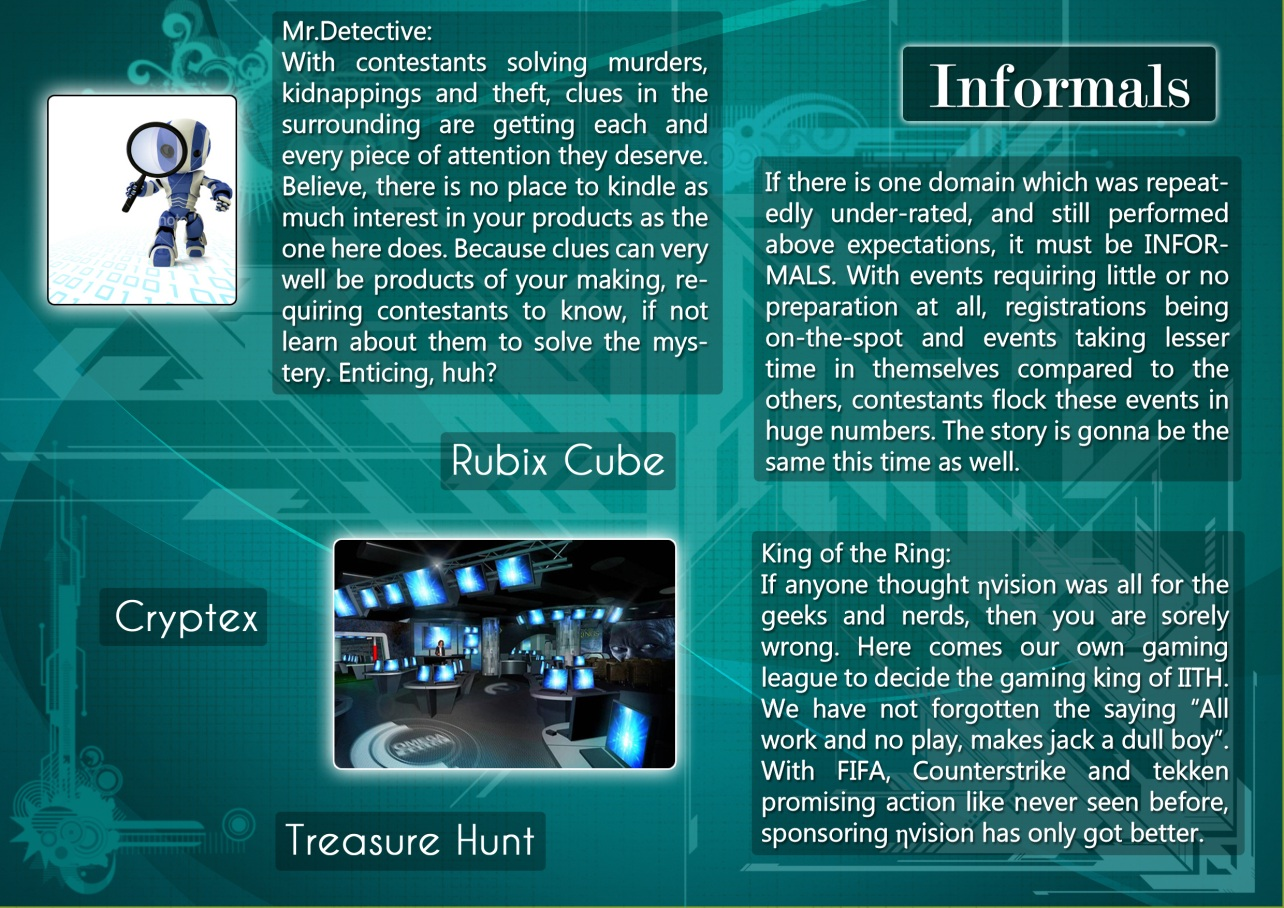 Mr.Detective:
With contestants solving murders,
kidnappings and theft, clues in the
surrounding are getting each and
every piece of attention they deserve.
Believe, there is no place to kindle as
much interest in your products as the
one here does. Because clues can very
well be products of your making, re-
quiring contestants to know, if not
learn about them to solve the mys-
tery. Enticing, huh?
Rubix Cube
Cryptex
OMEGA
Treasure Hunt
Informals
If there is one domain which was repeat-
edly under-rated, and still performed
above expectations, it must be INFOR-
MALS. With events requiring little or no
preparation at all, registrations being
on-the-spot and events taking lesser
time in themselves compared to the
others, contestants flock these events in
huge numbers. The story is gonna be the
same this time as well.
King of the Ring:
If anyone thought ηvision was all for the
geeks and nerds, then you are sorely
wrong. Here comes our own gaming
league to decide the gaming king of IITH.
We have not forgotten the saying “All
work and no play, makes jack a dull boy”.
With FIFA, Counterstrike and tekken
promising action like never seen before,
sponsoring ηvision has only got better.